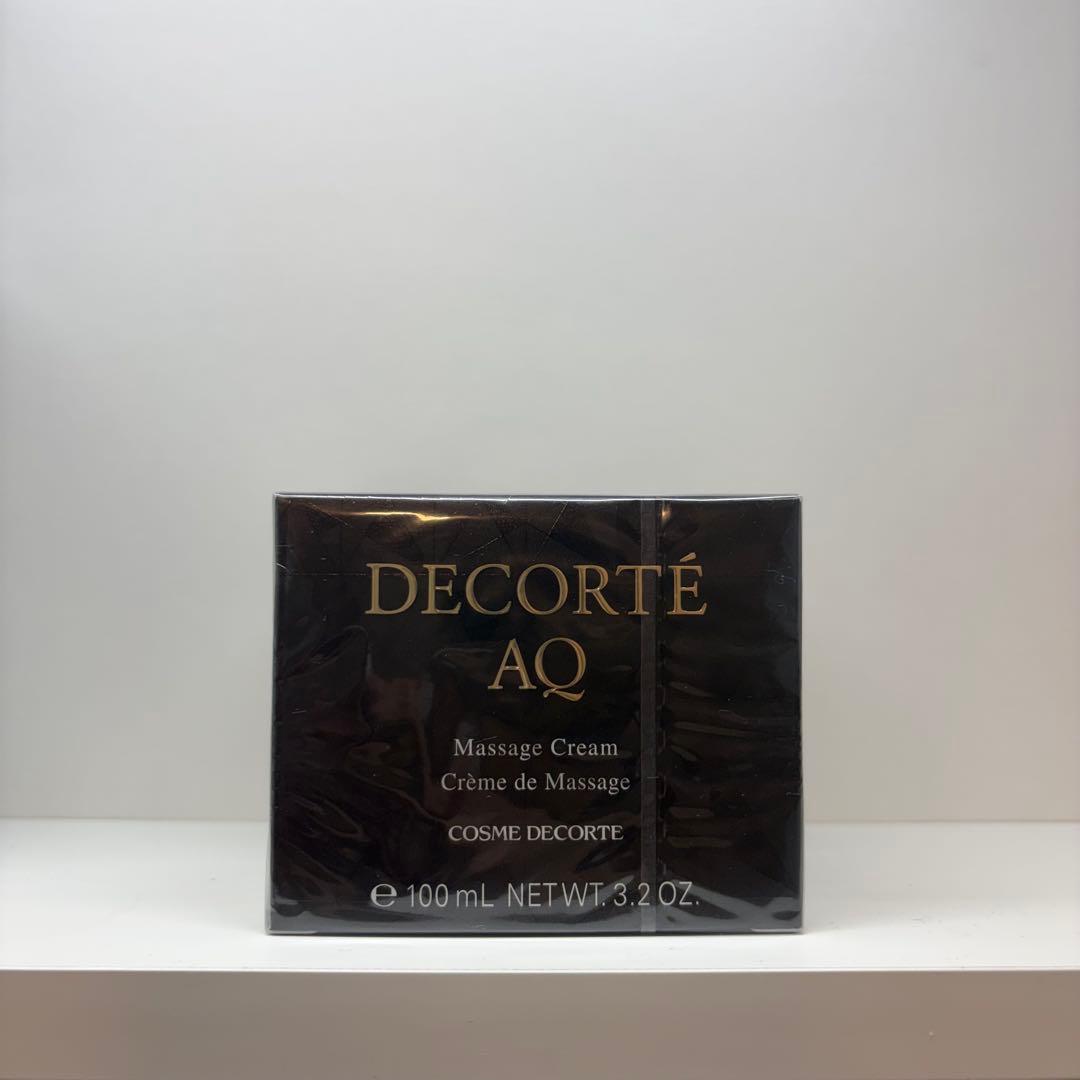 DECORTÉ
AQ
Massage Cream
Crème de Massage
COSME DECORTE
℮ 100 mL NET WT. 3.2 OZ.